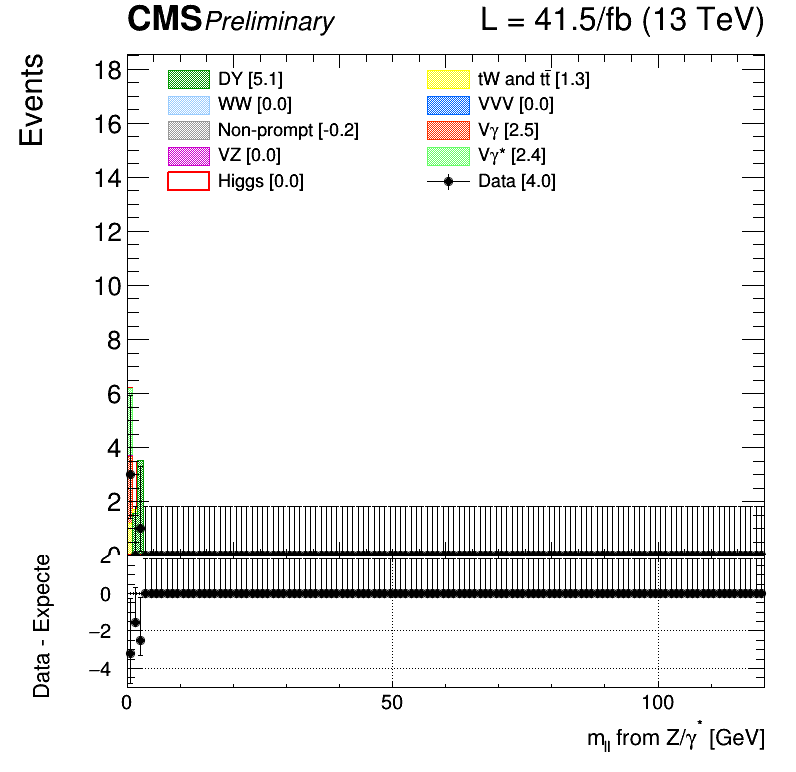 CMS Preliminary L = 41.5/fb (13 TeV)
Events
DY [5.1] tW and tt̄ [1.3]
WW [0.0] VVV [0.0]
Non-prompt [-0.2] Vγ [2.5]
VZ [0.0] Vγ* [2.4]
Higgs [0.0] Data [4.0]
18
16
14
12
10
8
6
4
2
0
Data - Expecte
2
0
−2
−4
0 50 100
m_ll from Z/γ* [GeV]